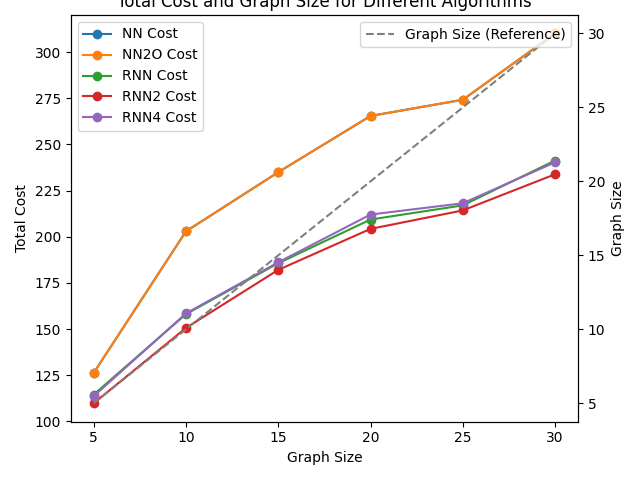 Total Cost and Graph Size for Different Algorithms
NN Cost
NN2O Cost
RNN Cost
RNN2 Cost
RNN4 Cost
Graph Size (Reference)
300
275
250
225
200
175
150
125
100
Total Cost
30
25
20
15
10
5
Graph Size
5 10 15 20 25 30
Graph Size